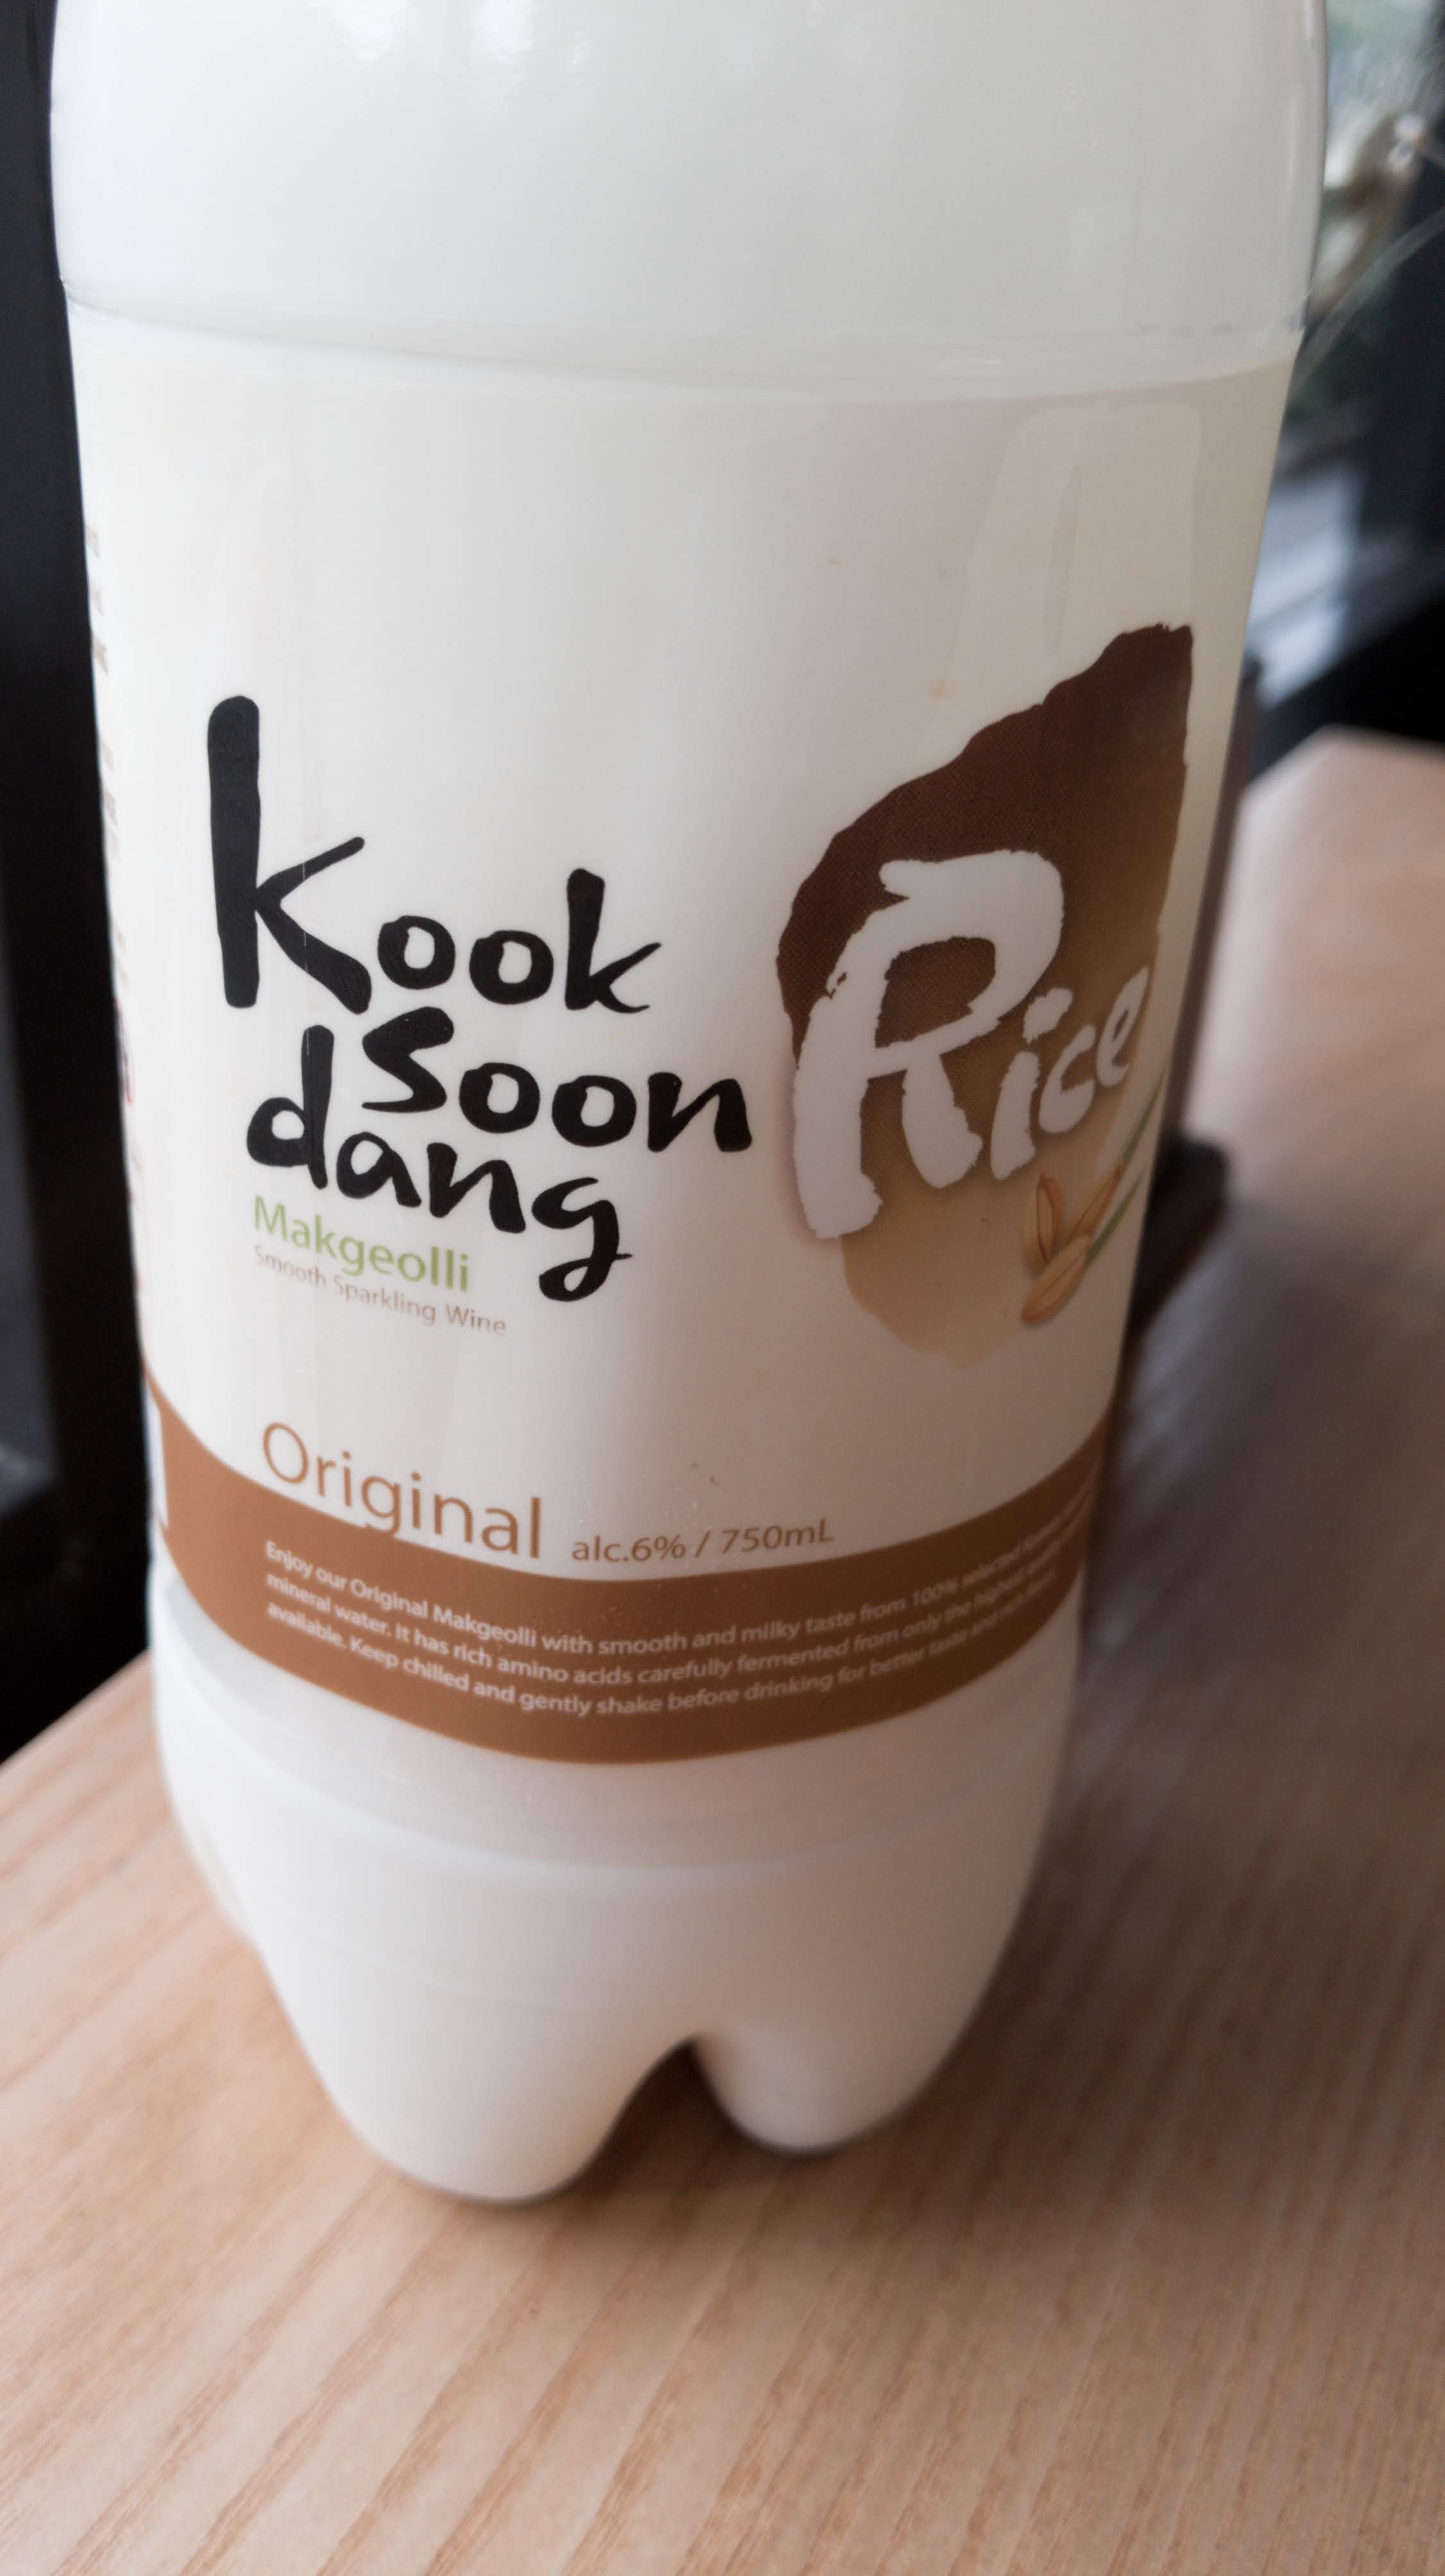 Kook
Soon
dang
Rice
Makgeolli
Smooth Sparkling Wine
Original
alc.6% / 750mL
Enjoy our Original Makgeolli with smooth and milky taste from 100% selected
mineral water. It has rich amino acids carefully fermented from only the highest quality
available. Keep chilled and gently shake before drinking for better taste and